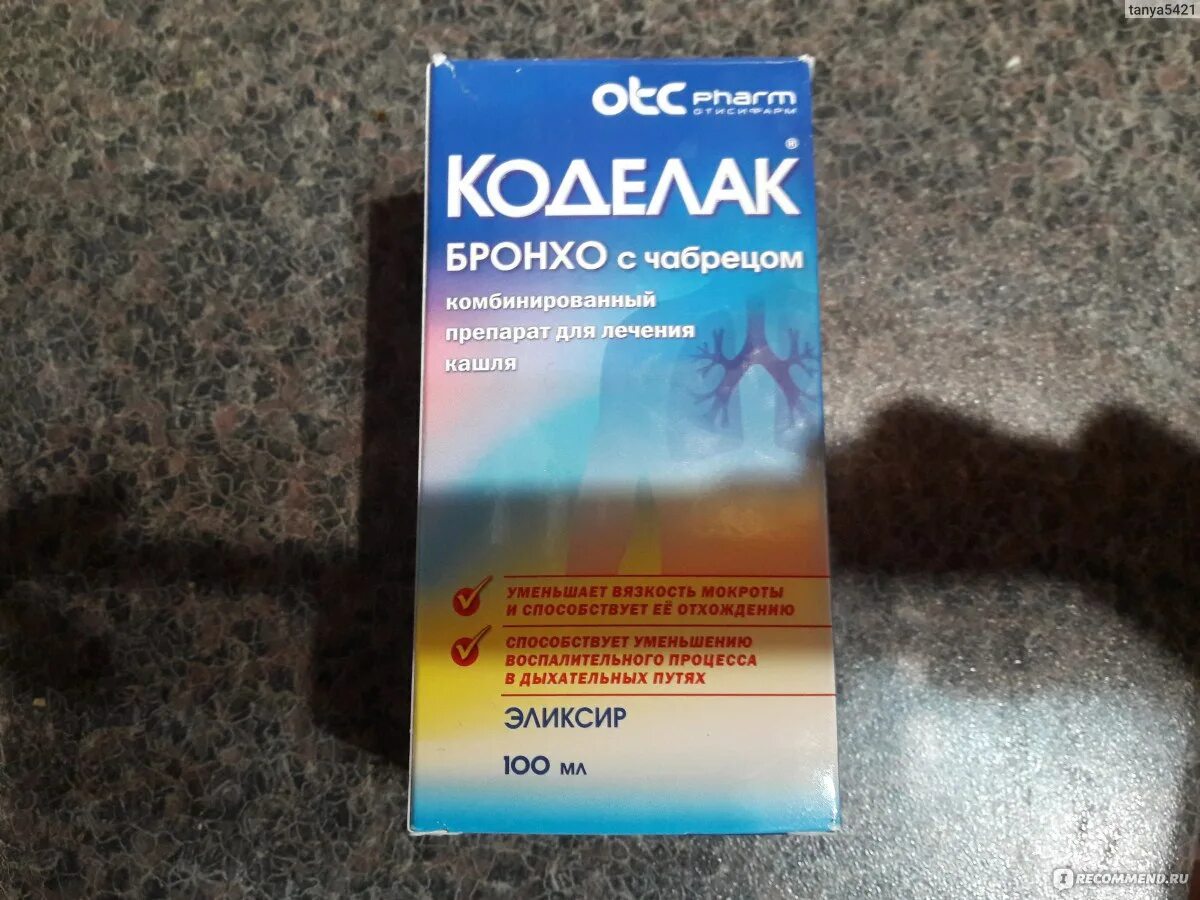 tanya5421
отс pharm
ОТИСИФАРМ
КОДЕЛАК®
БРОНХО с чабрецом
комбинированный
препарат для лечения
кашля
УМЕНЬШАЕТ ВЯЗКОСТЬ МОКРОТЫ
И СПОСОБСТВУЕТ ЕЁ ОТХОЖДЕНИЮ
СПОСОБСТВУЕТ УМЕНЬШЕНИЮ
ВОСПАЛИТЕЛЬНОГО ПРОЦЕССА
В ДЫХАТЕЛЬНЫХ ПУТЯХ
ЭЛИКСИР
100 мл
RECOMMEND.RU